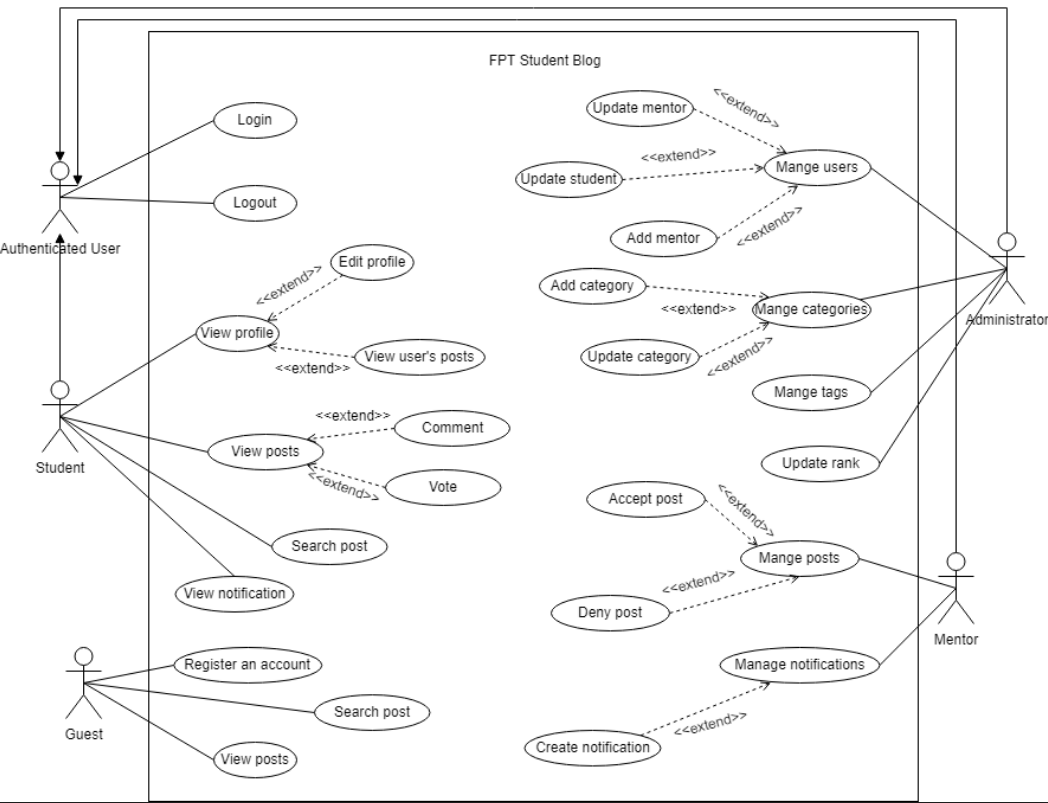 FPT Student Blog
Login
Logout
Authenticated User
Edit profile
<<extend>>
View profile
View user's posts
<<extend>>
Student
<<extend>>
Comment
View posts
Vote
<<extend>>
Search post
View notification
Register an account
Search post
Guest
View posts
Update mentor
<<extend>>
<<extend>>
Mange users
Update student
Add mentor
<<extend>>
Add category
<<extend>>
Mange categories
Administrator
Update category
<<extend>>
Mange tags
Update rank
Accept post
<<extend>>
Mange posts
<<extend>>
Deny post
Mentor
Manage notifications
<<extend>>
Create notification